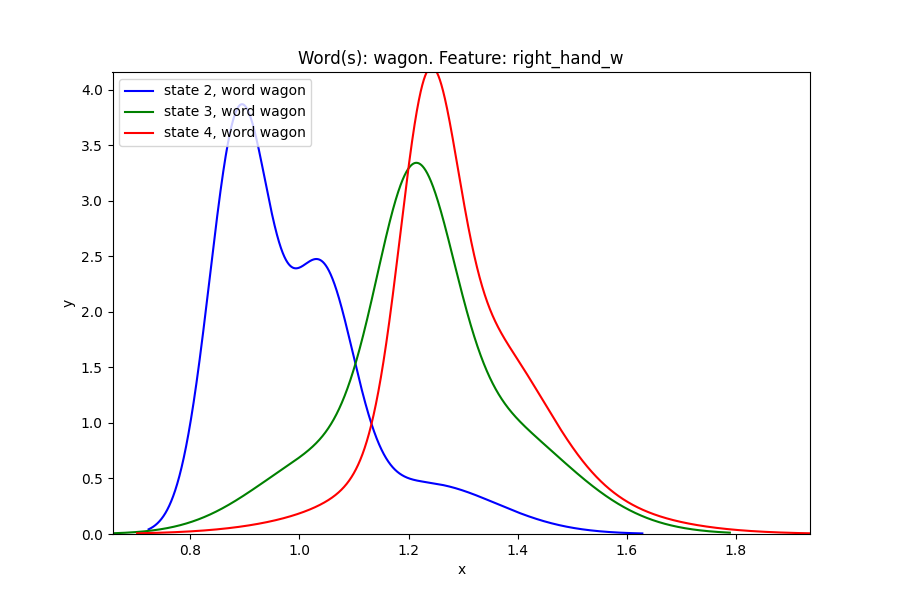 Word(s): wagon. Feature: right_hand_w
state 2, word wagon
state 3, word wagon
state 4, word wagon
4.0
3.5
3.0
2.5
2.0
1.5
1.0
0.5
0.0
y
0.8 1.0 1.2 1.4 1.6 1.8
x